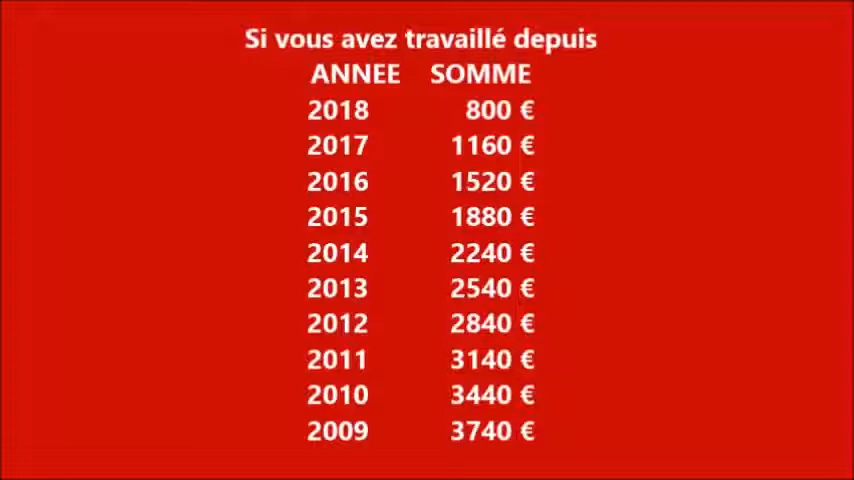 Si vous avez travaillé depuis
ANNEE SOMME
2018 800 €
2017 1160 €
2016 1520 €
2015 1880 €
2014 2240 €
2013 2540 €
2012 2840 €
2011 3140 €
2010 3440 €
2009 3740 €